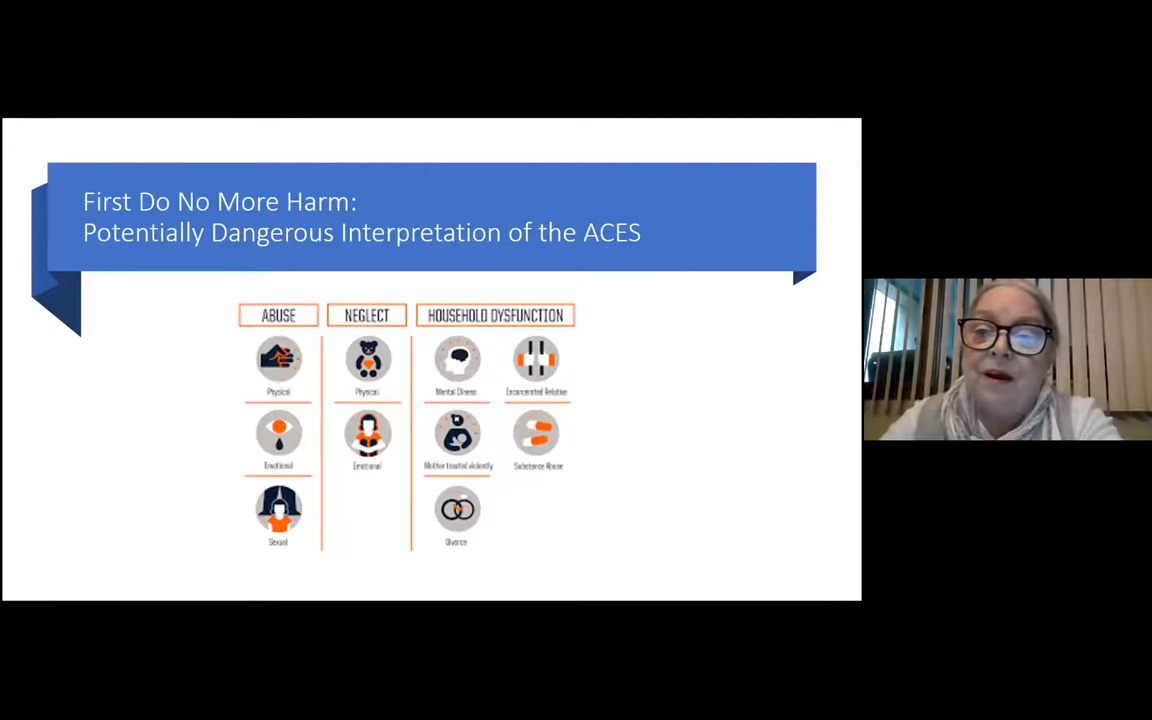 First Do No More Harm:
Potentially Dangerous Interpretation of the ACES
ABUSE
NEGLECT
HOUSEHOLD DYSFUNCTION
Physical
Physical
Mental Illness
Incarcerated Relative
Emotional
Emotional
Mother treated violently
Substance Abuse
Sexual
Divorce